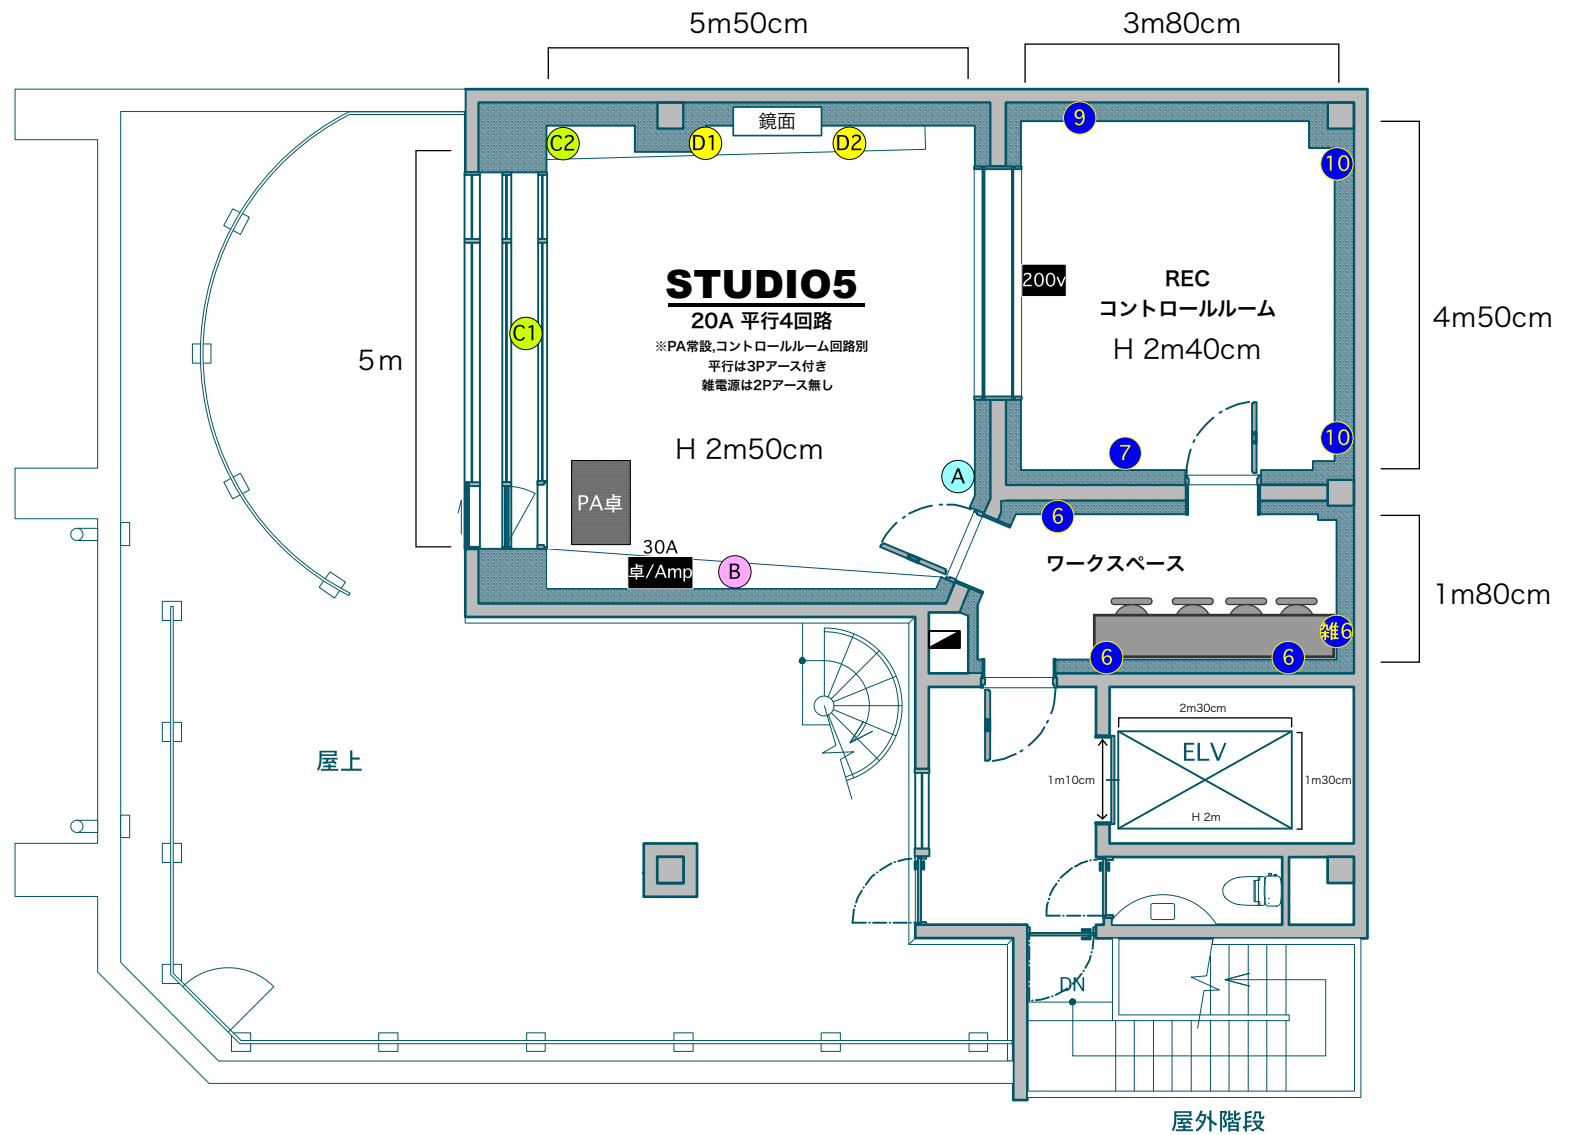 5m50cm
3m80cm
鏡面
C2
D1
D2
9
10
C1
5m
STUDIO5
20A 平行4回路
※PA常設,コントロールルーム回路別
平行は3Pアース付き
雑電源は2Pアース無し
H 2m50cm
200v
REC
コントロールルーム
H 2m40cm
4m50cm
10
7
A
PA卓
6
30A
卓/Amp
B
ワークスペース
1m80cm
雑6
6
6
屋上
2m30cm
ELV
1m10cm
1m30cm
H 2m
DN
屋外階段